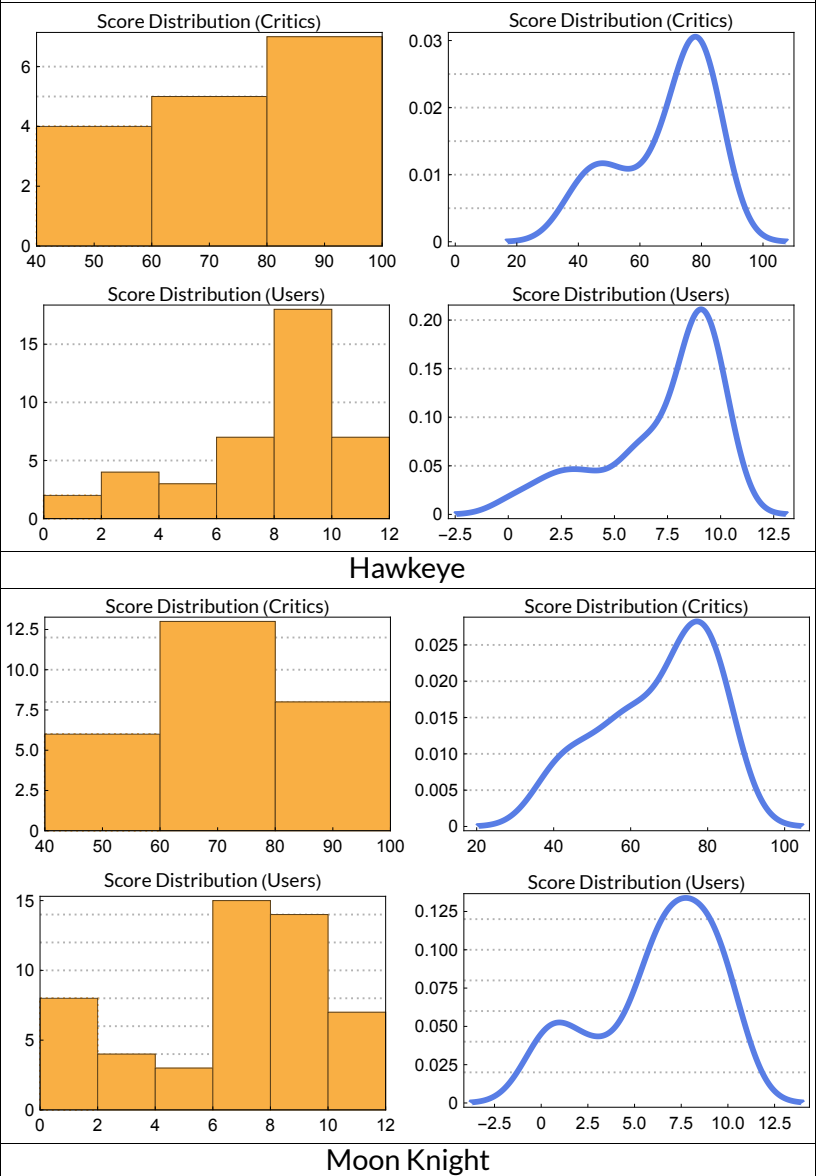 Score Distribution (Critics)
6
4
2
0
40 50 60 70 80 90 100
Score Distribution (Critics)
0.03
0.02
0.01
0
0 20 40 60 80 100
Score Distribution (Users)
15
10
5
0
0 2 4 6 8 10 12
Score Distribution (Users)
0.20
0.15
0.10
0.05
0
−2.5 0 2.5 5.0 7.5 10.0 12.5
Hawkeye
Score Distribution (Critics)
12.5
10.0
7.5
5.0
2.5
0
40 50 60 70 80 90 100
Score Distribution (Critics)
0.025
0.020
0.015
0.010
0.005
0
20 40 60 80 100
Score Distribution (Users)
15
10
5
0
0 2 4 6 8 10 12
Score Distribution (Users)
0.125
0.100
0.075
0.050
0.025
0
−2.5 0 2.5 5.0 7.5 10.0 12.5
Moon Knight